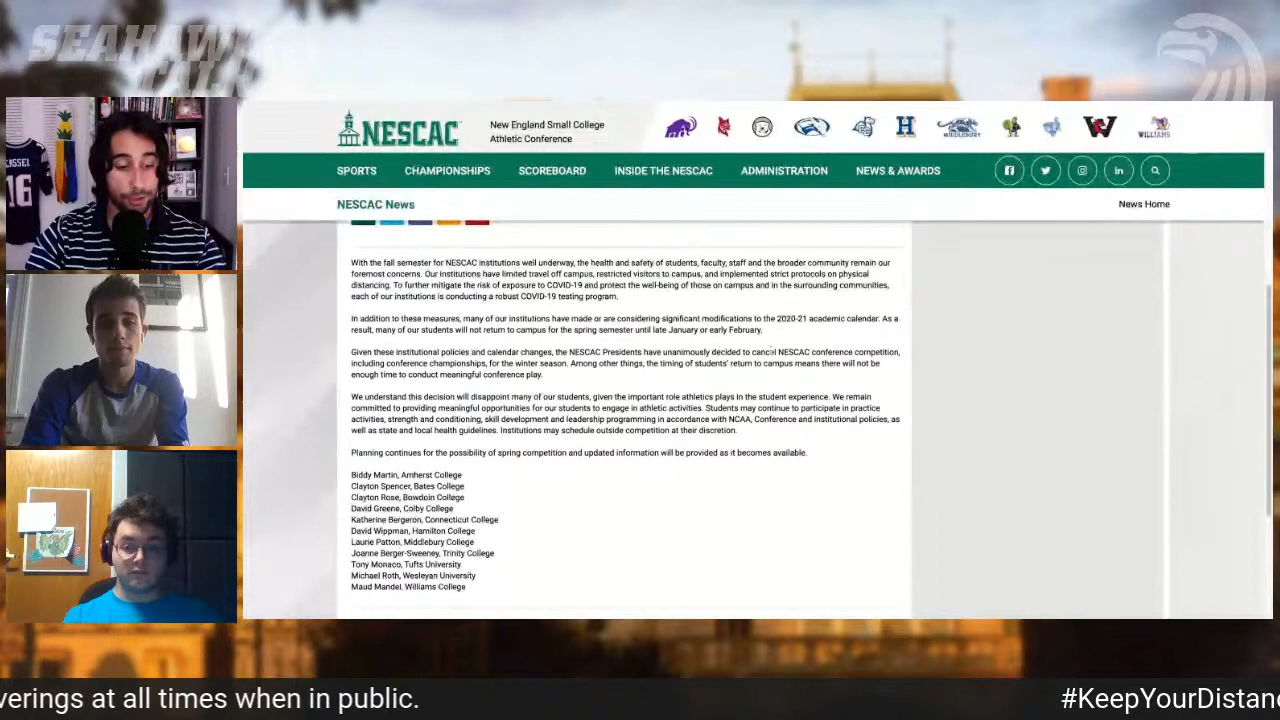 SEAHAWK
TALK
16
NESCAC
New England Small College
Athletic Conference
H
MIDDLEBURY
W
WILLIAMS
SPORTS
CHAMPIONSHIPS
SCOREBOARD
INSIDE THE NESCAC
ADMINISTRATION
NEWS & AWARDS
NESCAC News
News Home
With the fall semester for NESCAC institutions well underway, the health and safety of students, faculty, staff and the broader community remain our
foremost concerns. Our institutions have limited travel off campus, restricted visitors to campus, and implemented strict protocols on physical
distancing. To further mitigate the risk of exposure to COVID-19 and protect the well-being of those on campus and in the surrounding communities,
each of our institutions is conducting a robust COVID-19 testing program.
In addition to these measures, many of our institutions have made or are considering significant modifications to the 2020-21 academic calendar. As a
result, many of our students will not return to campus for the spring semester until late January or early February.
Given these institutional policies and calendar changes, the NESCAC Presidents have unanimously decided to cancel NESCAC conference competition,
including conference championships, for the winter season. Among other things, the timing of students' return to campus means there will not be
enough time to conduct meaningful conference play.
We understand this decision will disappoint many of our students, given the important role athletics plays in the student experience. We remain
committed to providing meaningful opportunities for our students to engage in athletic activities. Students may continue to participate in practice
activities, strength and conditioning, skill development and leadership programming in accordance with NCAA, Conference and institutional policies, as
well as state and local health guidelines. Institutions may schedule outside competition at their discretion.
Planning continues for the possibility of spring competition and updated information will be provided as it becomes available.
Biddy Martin, Amherst College
Clayton Spencer, Bates College
Clayton Rose, Bowdoin College
David Greene, Colby College
Katherine Bergeron, Connecticut College
David Wippman, Hamilton College
Laurie Patton, Middlebury College
Joanne Berger-Sweeney, Trinity College
Tony Monaco, Tufts University
Michael Roth, Wesleyan University
Maud Mandel, Williams College
verings at all times when in public.
#KeepYourDistanc